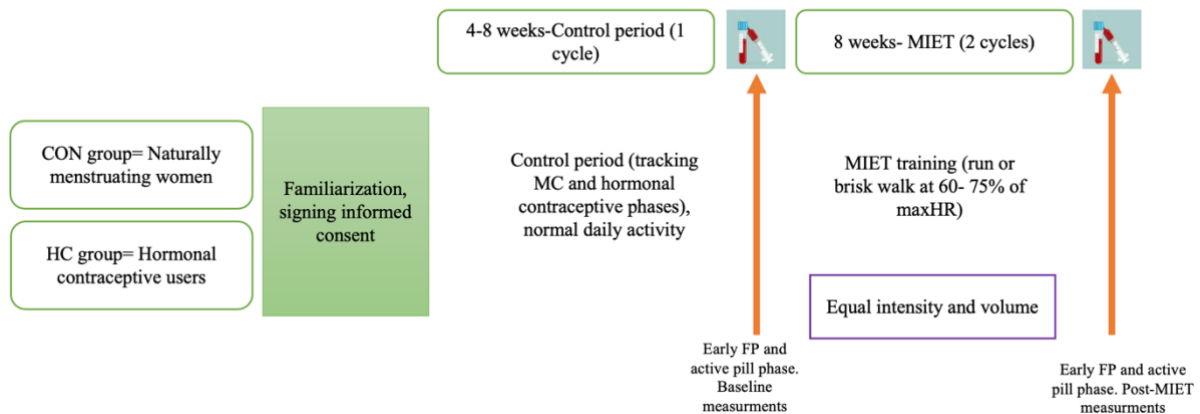 4-8 weeks-Control period (1
cycle)
8 weeks- MIET (2 cycles)
CON group= Naturally
menstruating women
HC group= Hormonal
contraceptive users
Familiarization,
signing informed
consent
Control period (tracking
MC and hormonal
contraceptive phases),
normal daily activity
MIET training (run or
brisk walk at 60- 75% of
maxHR)
Equal intensity and volume
Early FP and
active pill phase.
Baseline
measurments
Early FP and active
pill phase. Post-MIET
measurments